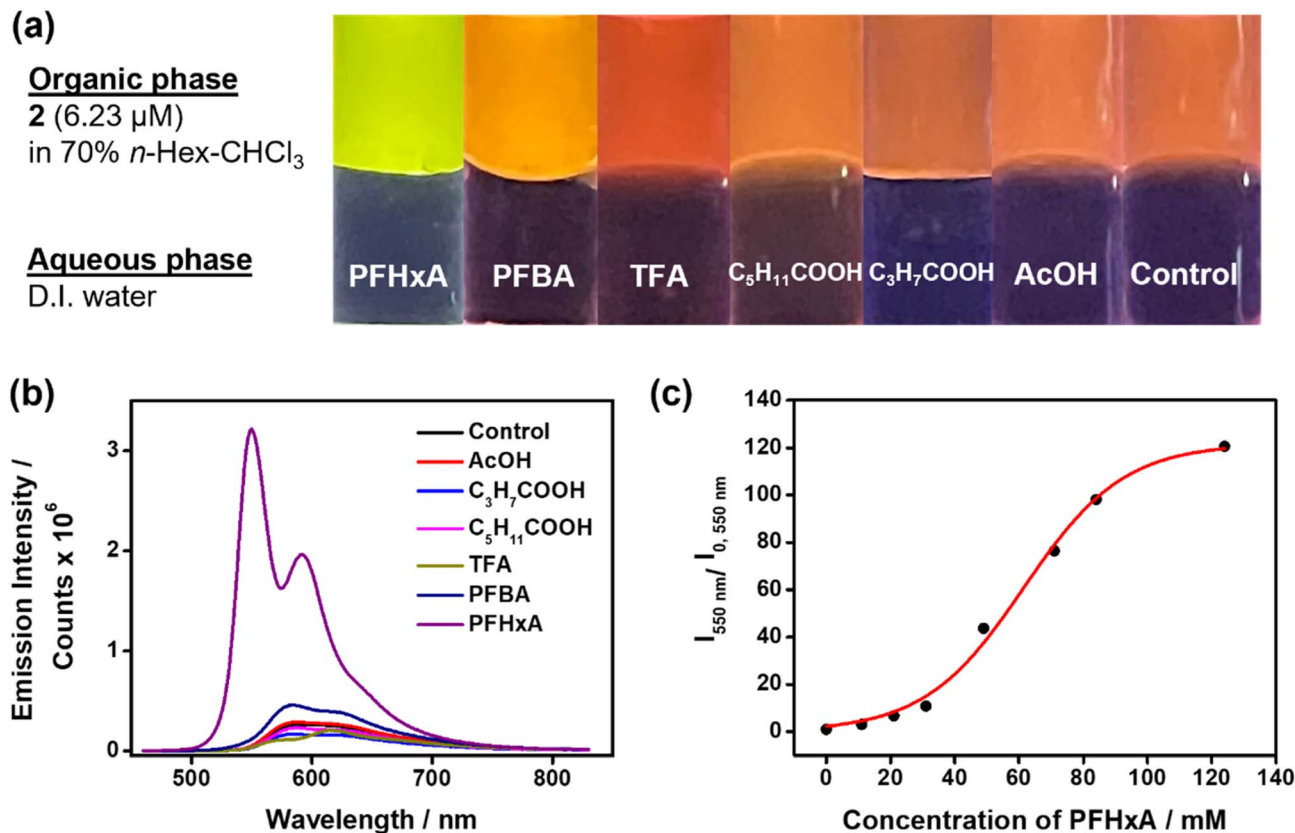 (a)
Organic phase
2 (6.23 µM)
in 70% n-Hex-CHCl₃
Aqueous phase
D.I. water
PFHxA PFBA TFA C₅H₁₁COOH C₃H₇COOH AcOH Control
(b)
Emission Intensity /
Counts x 10⁶
3
2
1
0
500 600 700 800
Wavelength / nm
Control
AcOH
C₃H₇COOH
C₅H₁₁COOH
TFA
PFBA
PFHxA
(c)
I₅₅₀ ₙₘ/ I₀, ₅₅₀ ₙₘ
140
120
100
80
60
40
20
0
0 20 40 60 80 100 120 140
Concentration of PFHxA / mM